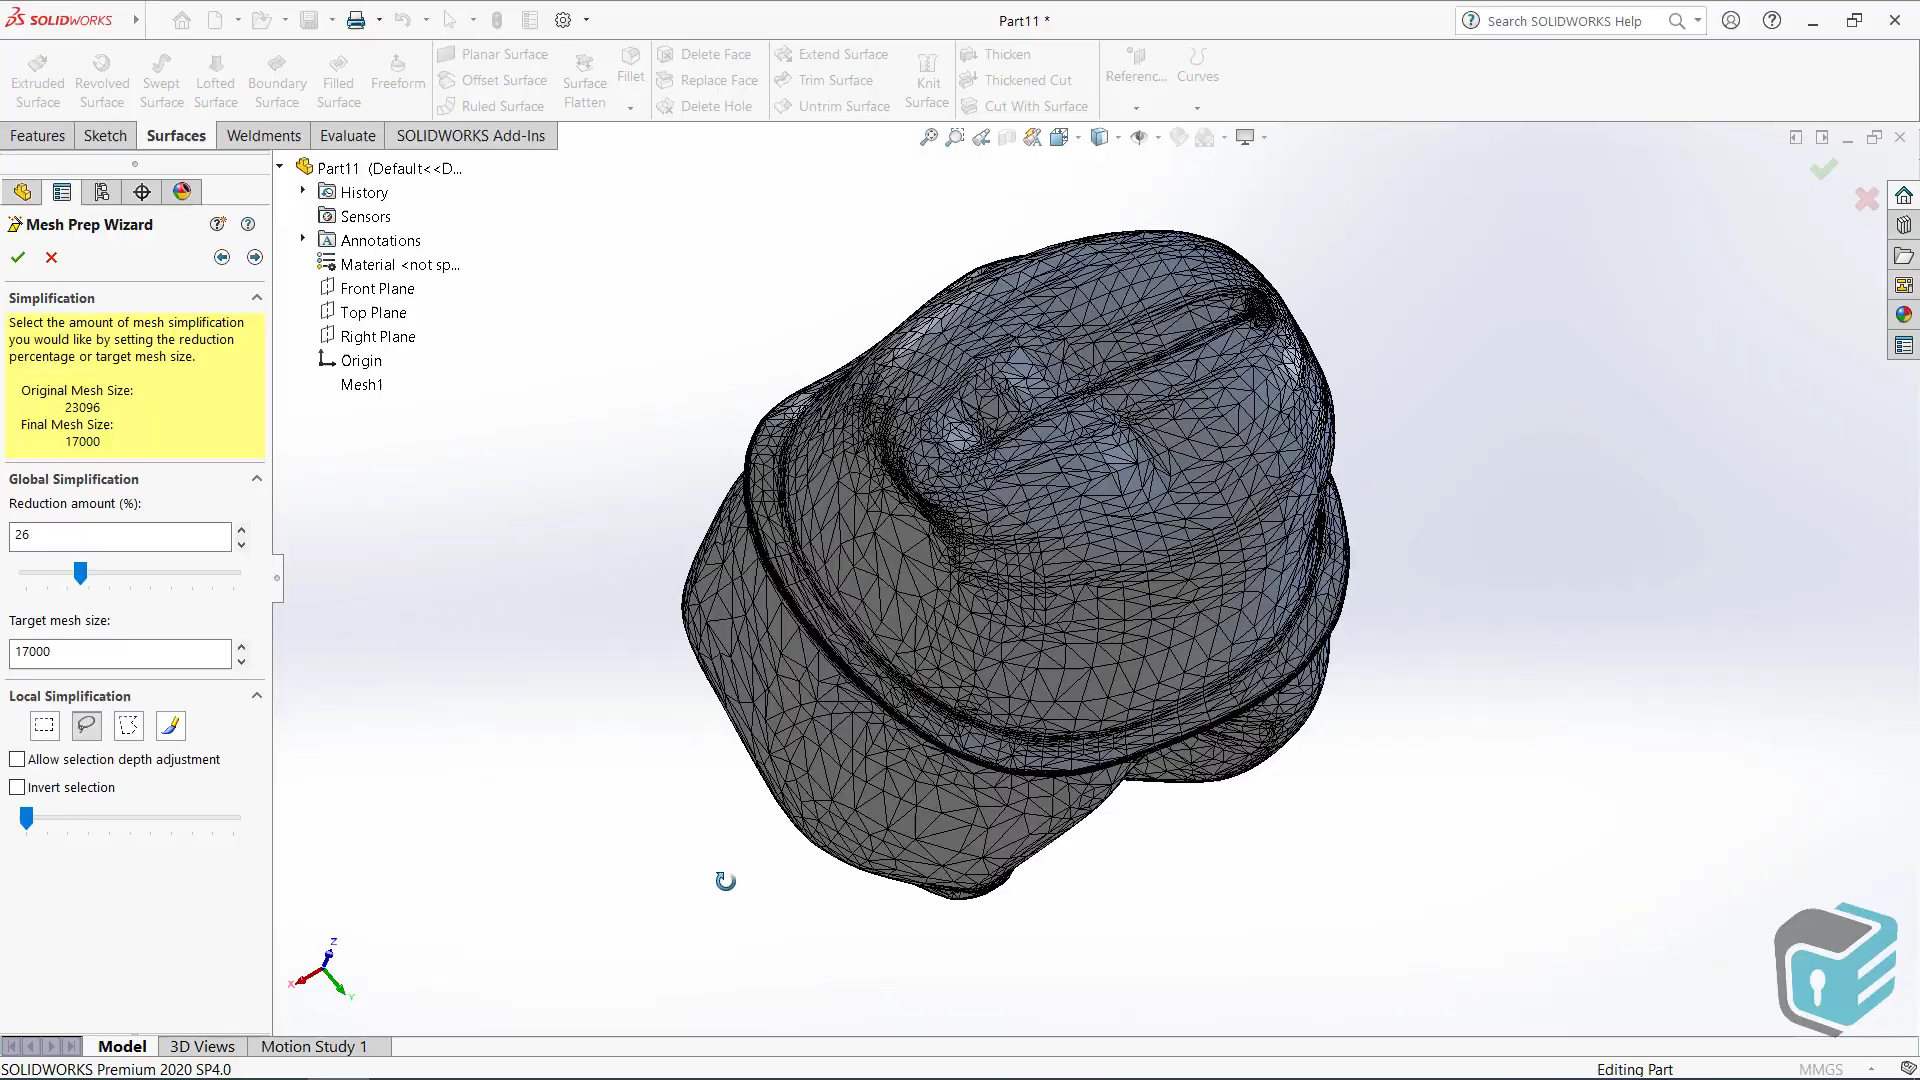 SOLIDWORKS
Part11 *
Search SOLIDWORKS Help
Extruded Surface
Revolved Surface
Swept Surface
Lofted Surface
Boundary Surface
Filled Surface
Freeform
Planar Surface
Offset Surface
Ruled Surface
Surface Flatten
Fillet
Delete Face
Replace Face
Delete Hole
Extend Surface
Trim Surface
Untrim Surface
Knit Surface
Thicken
Thickened Cut
Cut With Surface
Referenc...
Curves
Features
Sketch
Surfaces
Weldments
Evaluate
SOLIDWORKS Add-Ins
Mesh Prep Wizard
Simplification
Select the amount of mesh simplification
you would like by setting the reduction
percentage or target mesh size.
Original Mesh Size:
23096
Final Mesh Size:
17000
Global Simplification
Reduction amount (%):
26
Target mesh size:
17000
Local Simplification
Allow selection depth adjustment
Invert selection
Part11 (Default<<D...
History
Sensors
Annotations
Material <not sp...
Front Plane
Top Plane
Right Plane
Origin
Mesh1
Z
X
Y
Model
3D Views
Motion Study 1
SOLIDWORKS Premium 2020 SP4.0
Editing Part
MMGS